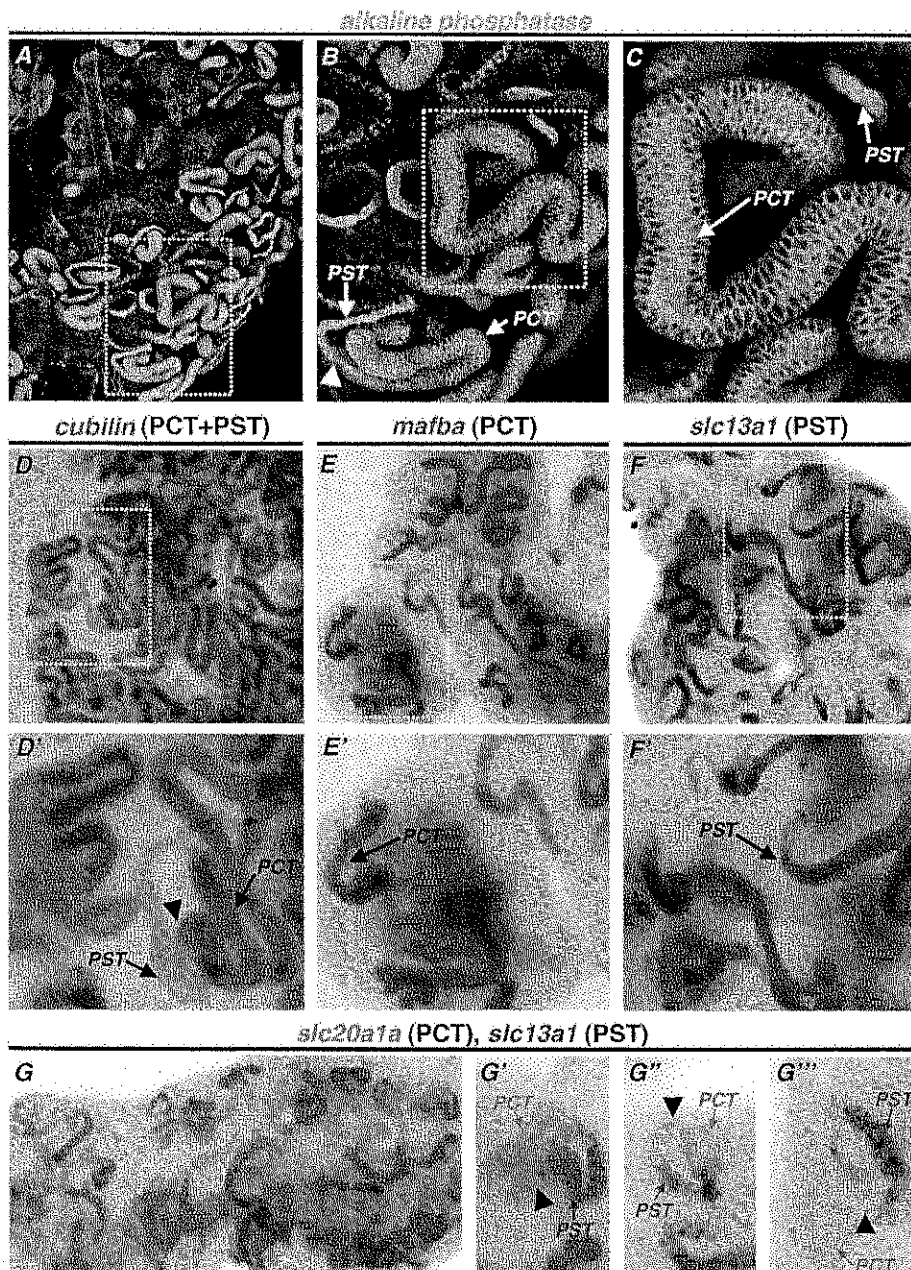 alkaline phosphatase
A B C
PST
PCT
PST
PCT
cubilin (PCT+PST) mafba (PCT) slc13a1 (PST)
D E F
D' E' F'
PCT
PST
PCT
PST
slc20a1a (PCT), slc13a1 (PST)
G G' G'' G'''
PCT
PST
PCT
PST
PST
PCT